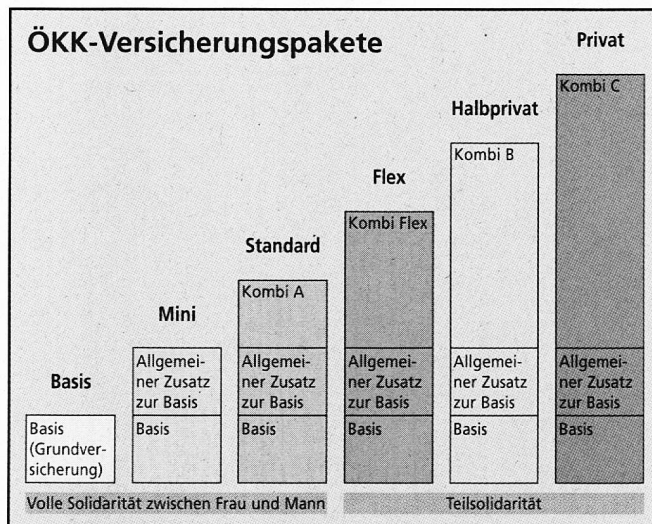 ÖKK-Versicherungspakete
Basis
Basis
(Grundver-
sicherung)
Mini
Allgemei-
ner Zusatz
zur Basis
Basis
Standard
Kombi A
Allgemei-
ner Zusatz
zur Basis
Basis
Flex
Kombi Flex
Allgemei-
ner Zusatz
zur Basis
Basis
Halbprivat
Kombi B
Allgemei-
ner Zusatz
zur Basis
Basis
Privat
Kombi C
Allgemei-
ner Zusatz
zur Basis
Basis
Volle Solidarität zwischen Frau und Mann
Teilsolidarität